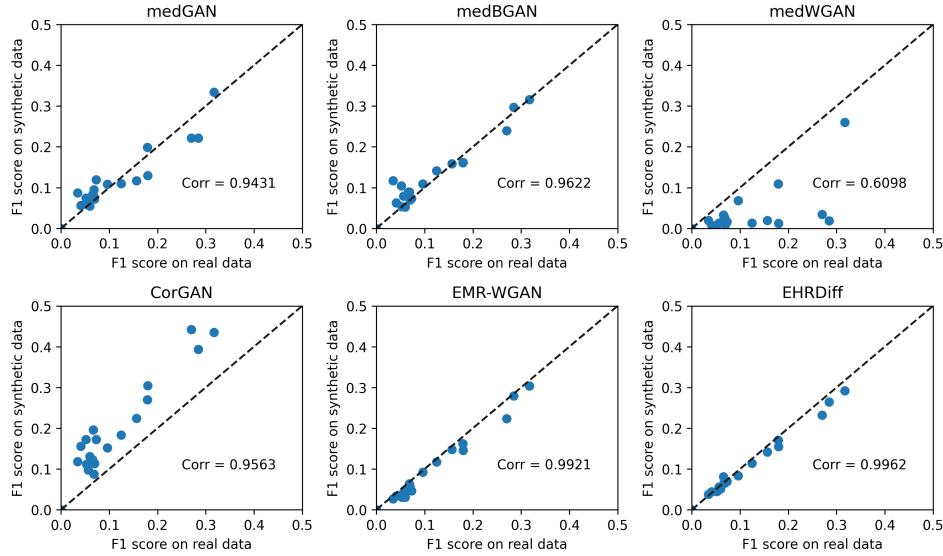 medGAN
F1 score on synthetic data
0.5
0.4
0.3
0.2
0.1
0.0
Corr = 0.9431
0.0 0.1 0.2 0.3 0.4 0.5
F1 score on real data
medBGAN
F1 score on synthetic data
0.5
0.4
0.3
0.2
0.1
0.0
Corr = 0.9622
0.0 0.1 0.2 0.3 0.4 0.5
F1 score on real data
medWGAN
F1 score on synthetic data
0.5
0.4
0.3
0.2
0.1
0.0
Corr = 0.6098
0.0 0.1 0.2 0.3 0.4 0.5
F1 score on real data
CorGAN
F1 score on synthetic data
0.5
0.4
0.3
0.2
0.1
0.0
Corr = 0.9563
0.0 0.1 0.2 0.3 0.4 0.5
F1 score on real data
EMR-WGAN
F1 score on synthetic data
0.5
0.4
0.3
0.2
0.1
0.0
Corr = 0.9921
0.0 0.1 0.2 0.3 0.4 0.5
F1 score on real data
EHRDiff
F1 score on synthetic data
0.5
0.4
0.3
0.2
0.1
0.0
Corr = 0.9962
0.0 0.1 0.2 0.3 0.4 0.5
F1 score on real data